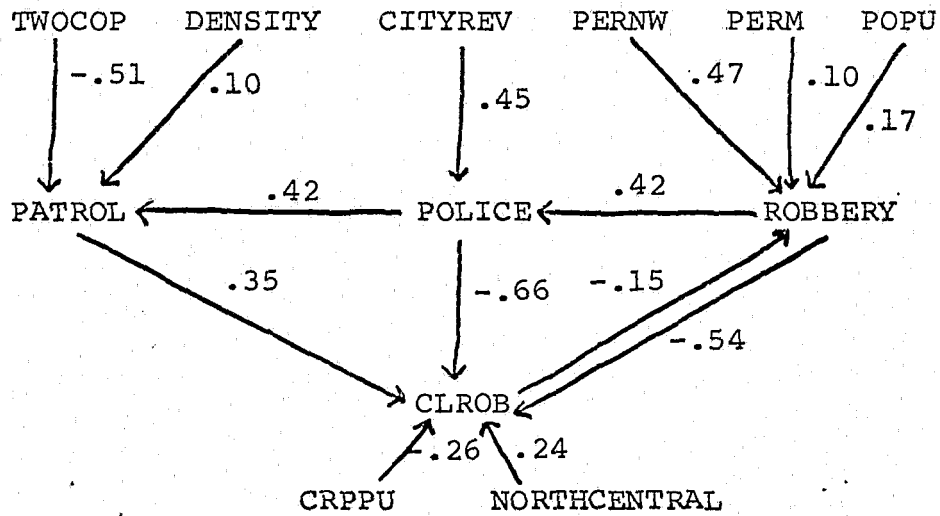 TWOCOP DENSITY CITYREV PERNW PERM POPU
-.51 .10 .45 .47 .10 .17
PATROL .42 POLICE .42 ROBBERY
.35 -.66 -.15 -.54
CLROB
-.26 .24
CRPPU NORTHCENTRAL